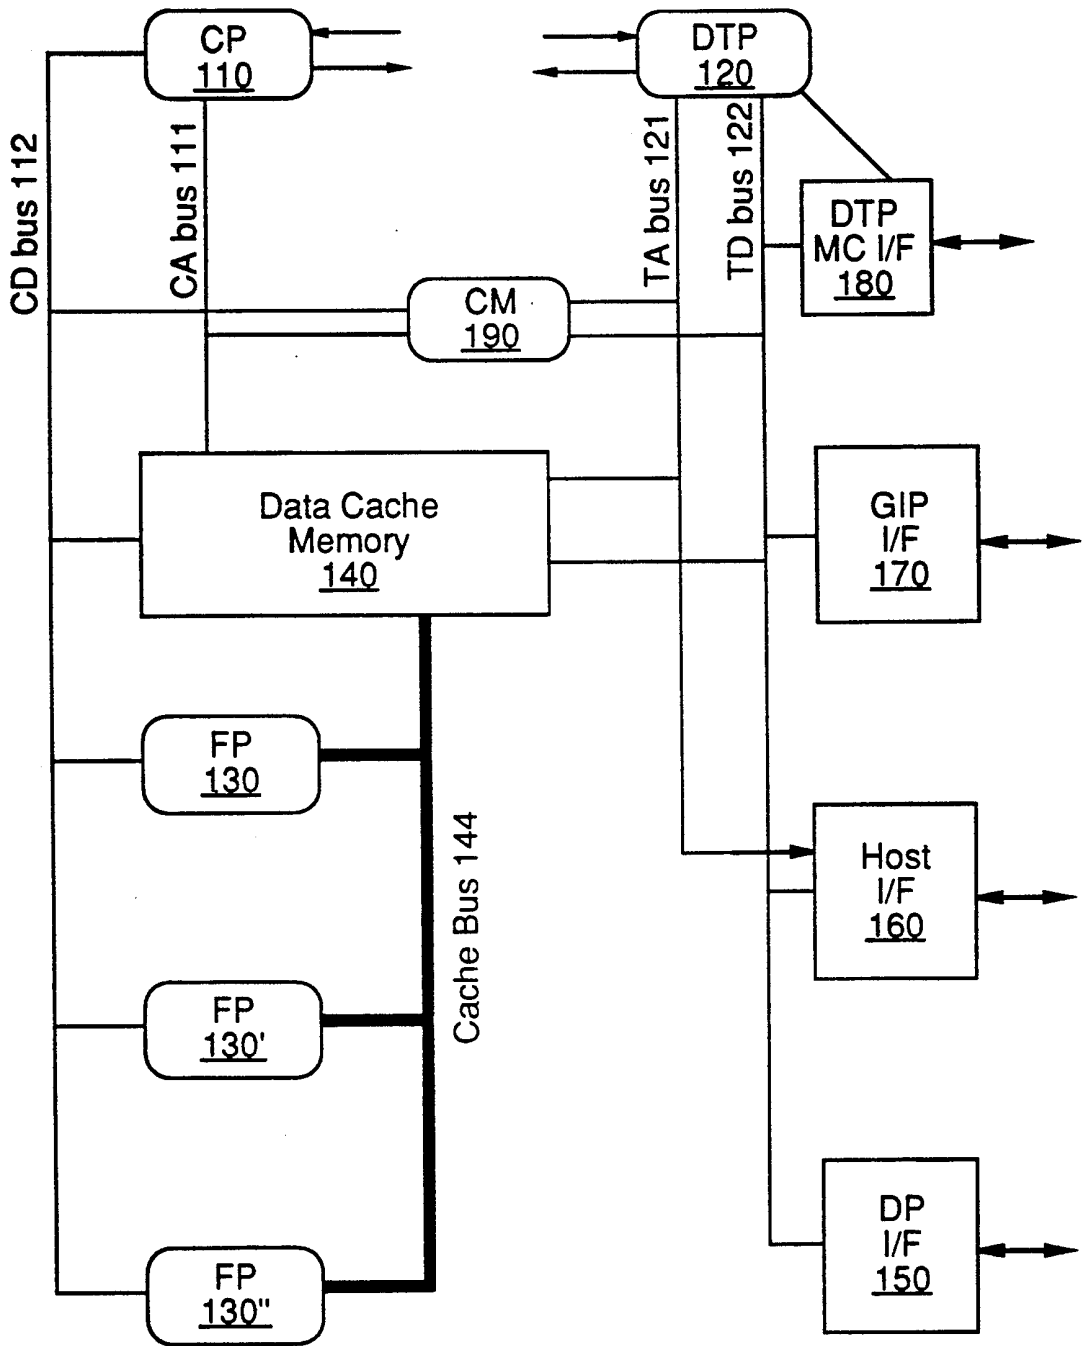 CP
110
DTP
120
CD bus 112
CA bus 111
TA bus 121
TD bus 122
DTP
MC I/F
180
CM
190
Data Cache
Memory
140
GIP
I/F
170
FP
130
Cache Bus 144
Host
I/F
160
FP
130'
DP
I/F
150
FP
130"